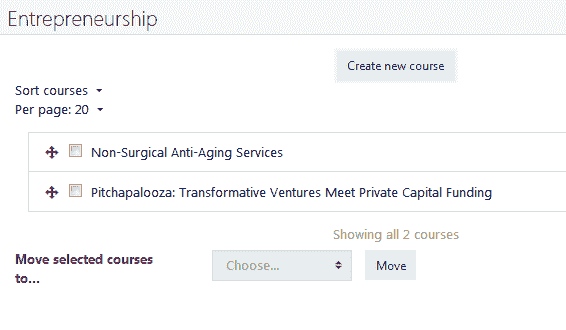 Entrepreneurship
Create new course
Sort courses
Per page: 20
Non-Surgical Anti-Aging Services
Pitchapalooza: Transformative Ventures Meet Private Capital Funding
Showing all 2 courses
Move selected courses
to...
Choose...
Move